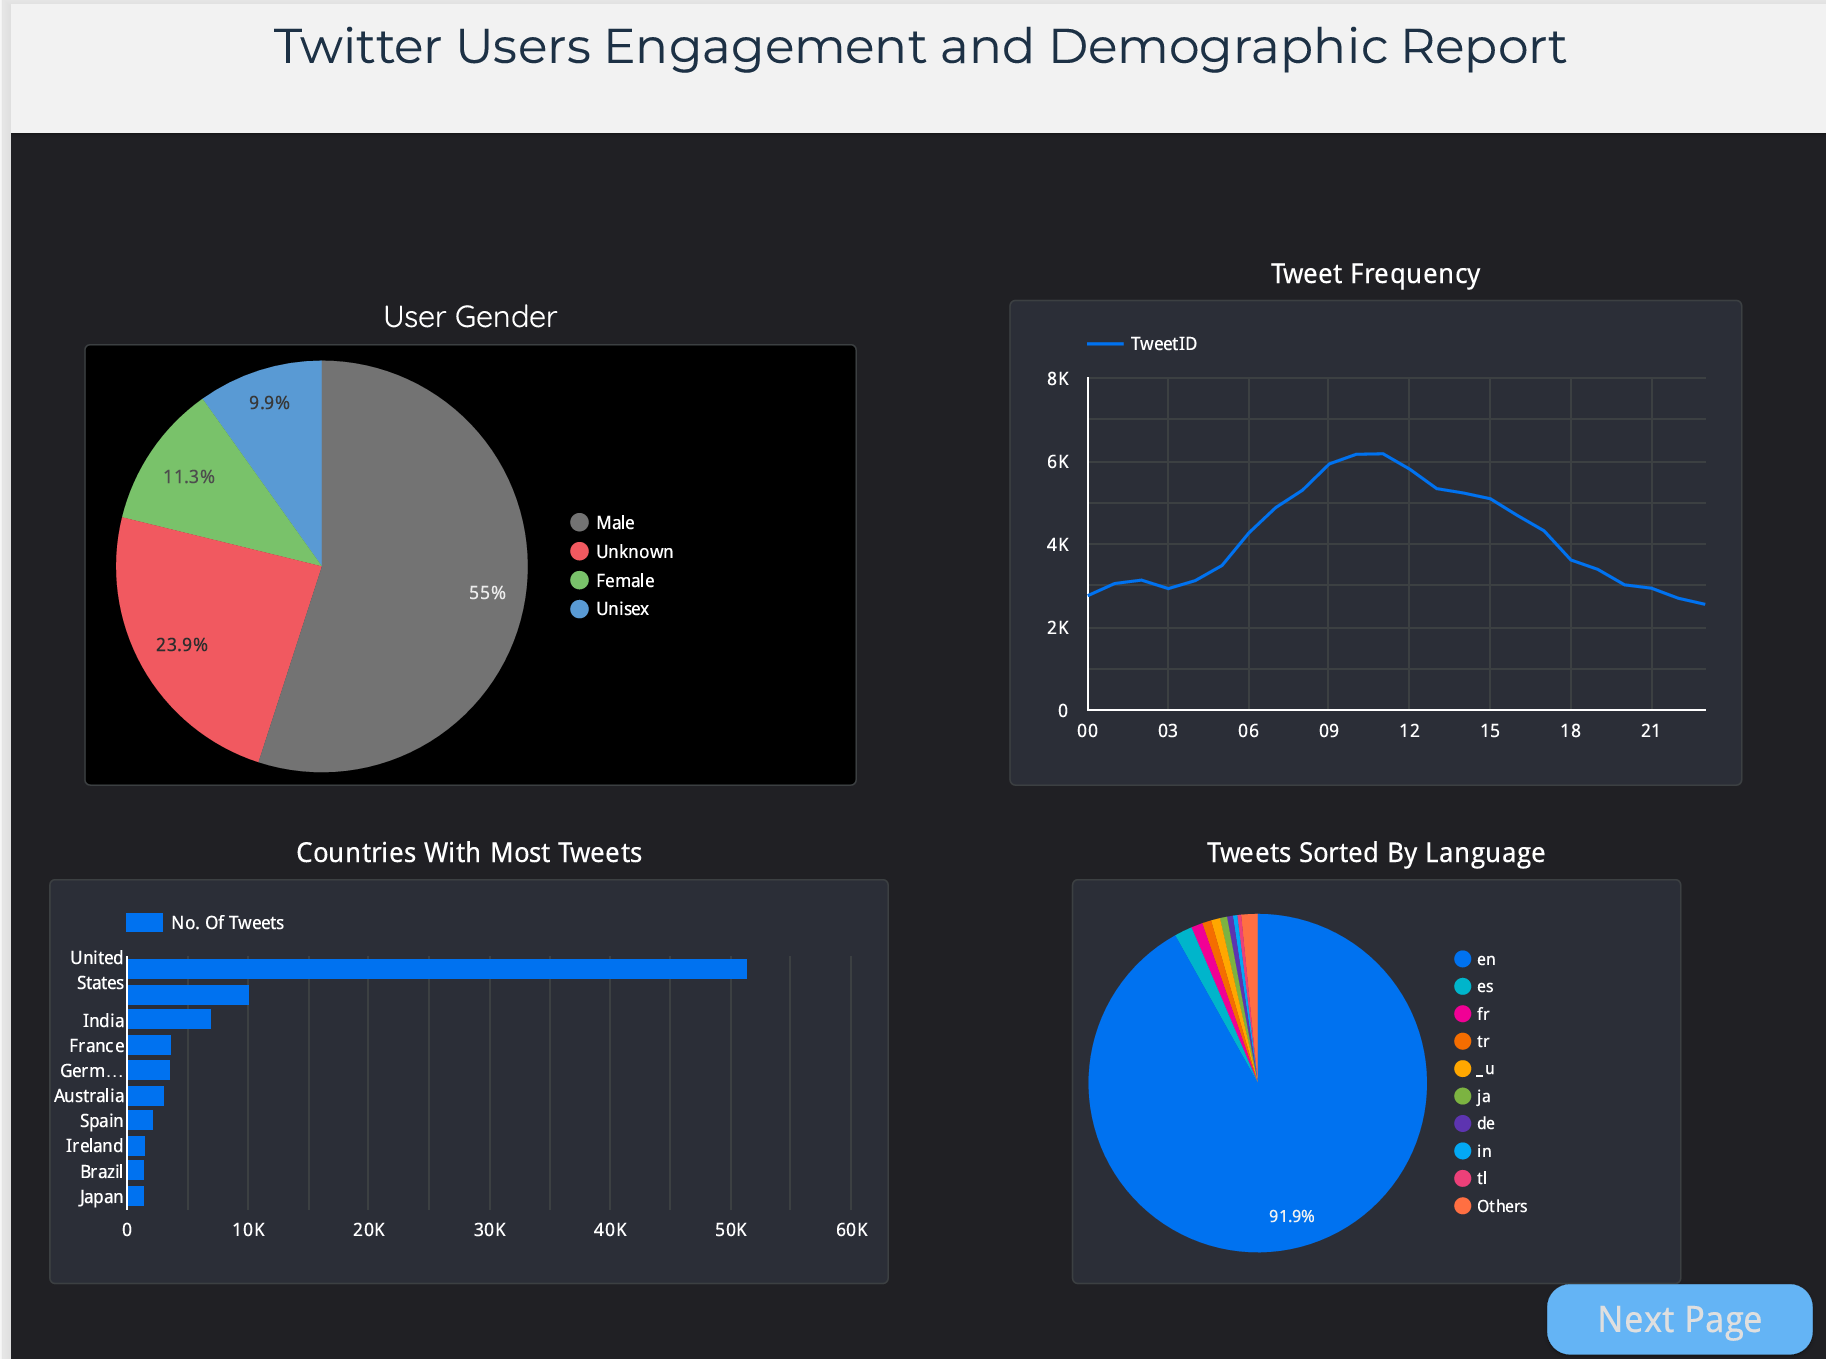 Twitter Users Engagement and Demographic Report
User Gender
9.9%
11.3%
23.9%
55%
Male
Unknown
Female
Unisex
Tweet Frequency
TweetID
8K
6K
4K
2K
0
00 03 06 09 12 15 18 21
Countries With Most Tweets
No. Of Tweets
United
States
India
France
Germ...
Australia
Spain
Ireland
Brazil
Japan
0 10K 20K 30K 40K 50K 60K
Tweets Sorted By Language
91.9%
en
es
fr
tr
_u
ja
de
in
tl
Others
Next Page